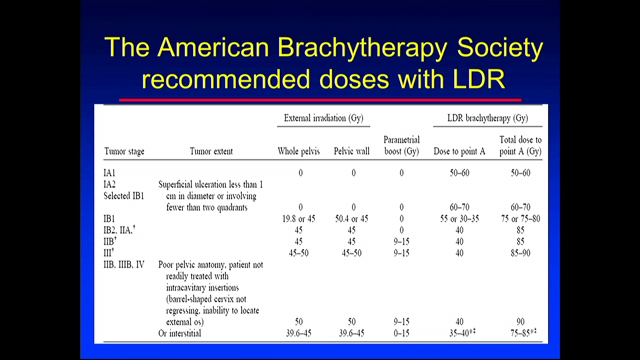 The American Brachytherapy Society
recommended doses with LDR
External irradiation (Gy) LDR brachytherapy (Gy)
Parametrial Total dose to
Tumor stage Tumor extent Whole pelvis Pelvic wall boost (Gy) Dose to point A point A (Gy)
IA1 0 0 0 50–60 50–60
IA2 Superficial ulceration less than 1
Selected IB1 cm in diameter or involving
fewer than two quadrants 0 0 0 60–70 60–70
IB1 19.8 or 45 50.4 or 45 0 55 or 30–35 75 or 75–80
IB2, IIA,† 45 45 0 40 85
IIB† 45 45 9–15 40 85
III† 45–50 45–50 9–15 40 85–90
IIB, IIIB, IV Poor pelvic anatomy, patient not
readily treated with
intracavitary insertions
(barrel-shaped cervix not
regressing, inability to locate
external os) 50 50 9–15 40 90
Or interstitial 39.6–45 39.6–45 0–15 35–40*‡ 75–85*‡